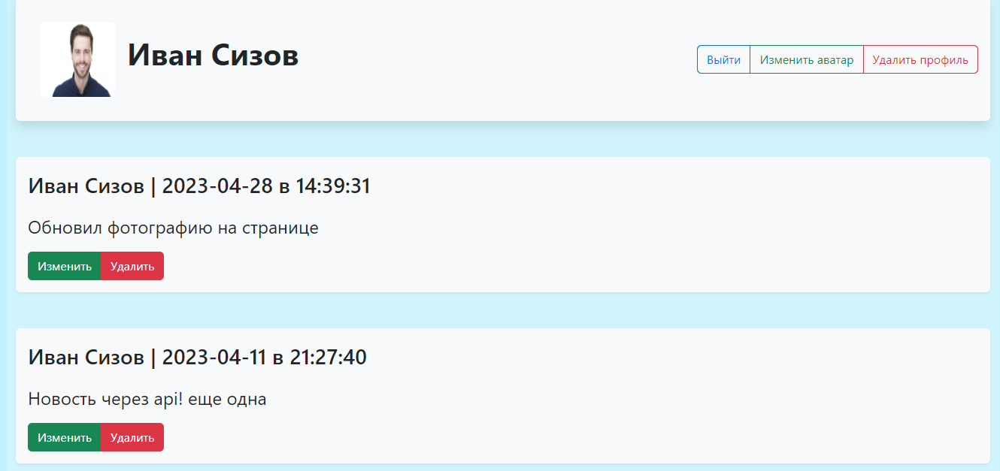 Иван Сизов
Выйти Изменить аватар Удалить профиль
Иван Сизов | 2023-04-28 в 14:39:31
Обновил фотографию на странице
Изменить Удалить
Иван Сизов | 2023-04-11 в 21:27:40
Новость через api! еще одна
Изменить Удалить